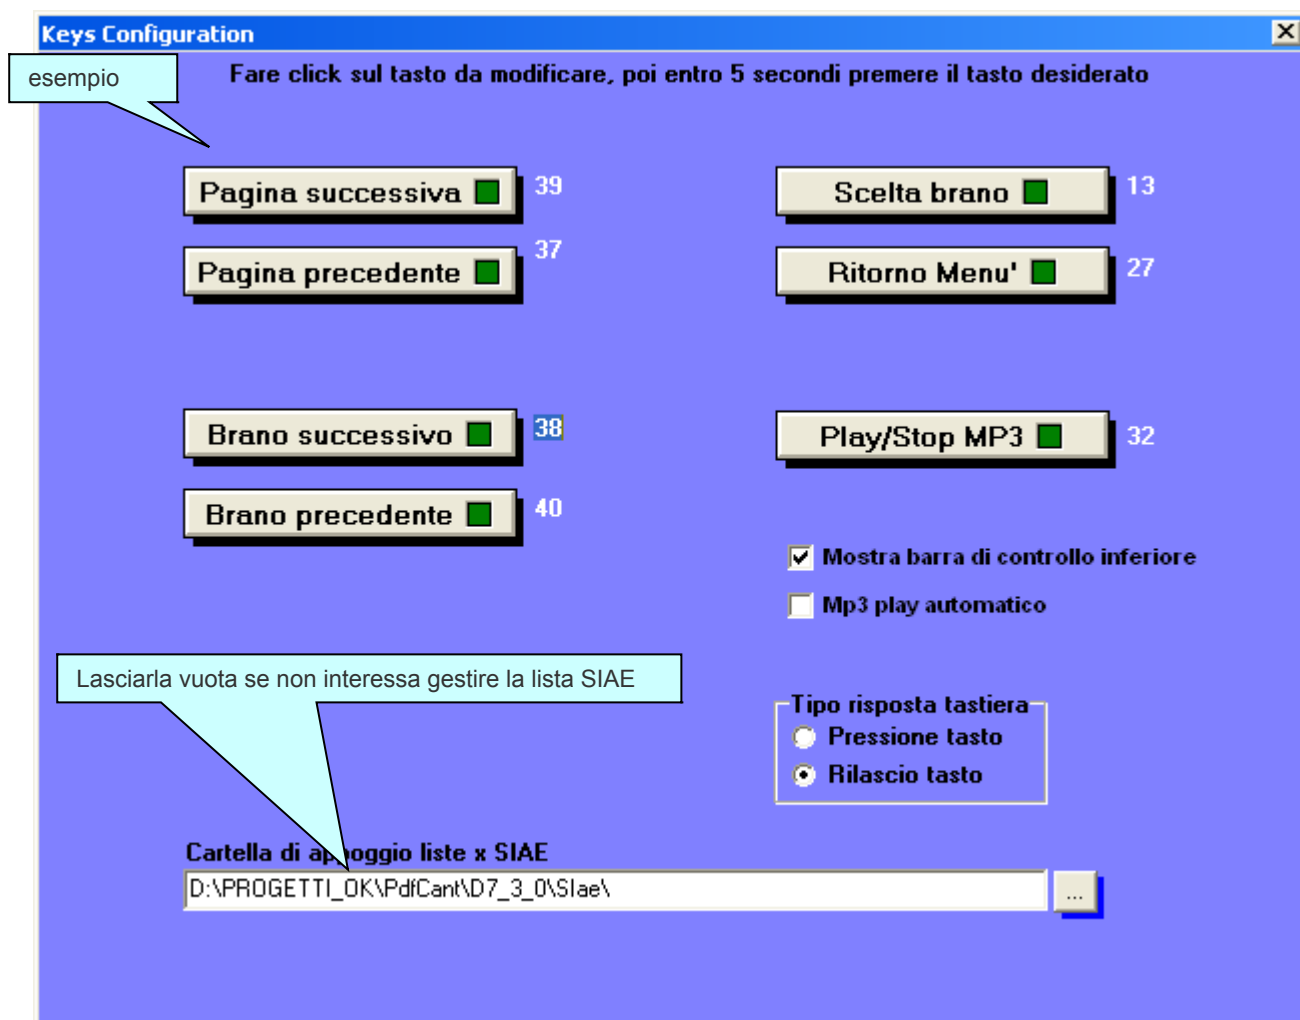 Keys Configuration
esempio
Fare click sul tasto da modificare, poi entro 5 secondi premere il tasto desiderato
Pagina successiva 39
Scelta brano 13
Pagina precedente 37
Ritorno Menu' 27
Brano successivo 38
Play/Stop MP3 32
Brano precedente 40
Mostra barra di controllo inferiore
Mp3 play automatico
Lasciarla vuota se non interessa gestire la lista SIAE
Tipo risposta tastiera
Pressione tasto
Rilascio tasto
Cartella di appoggio liste x SIAE
D:\PROGETTI_OK\PdfCant\D7_3_0\SIae\
...